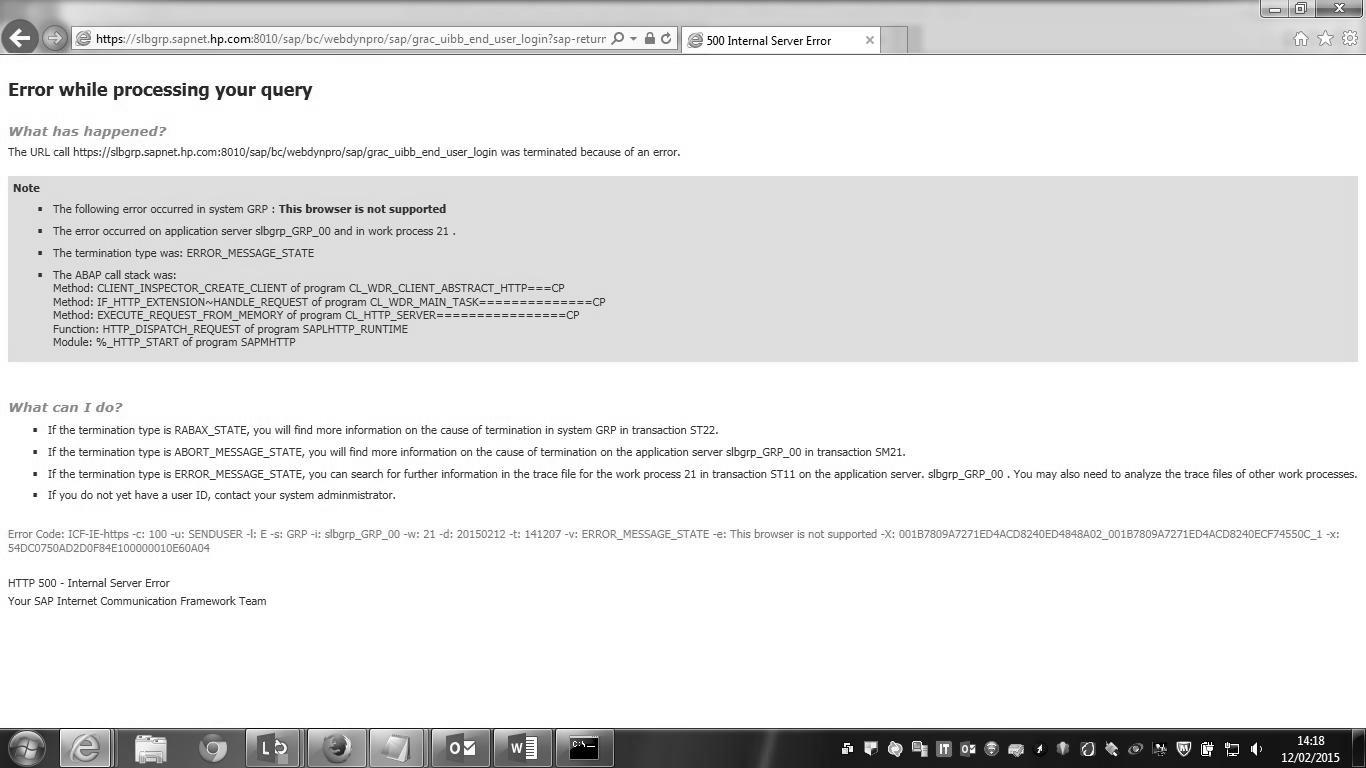 https://slbgrp.sapnet.hp.com:8010/sap/bc/webdynpro/sap/grac_uibb_end_user_login?sap-return
500 Internal Server Error
Error while processing your query
What has happened?
The URL call https://slbgrp.sapnet.hp.com:8010/sap/bc/webdynpro/sap/grac_uibb_end_user_login was terminated because of an error.
Note
The following error occurred in system GRP : This browser is not supported
The error occurred on application server slbgrp_GRP_00 and in work process 21 .
The termination type was: ERROR_MESSAGE_STATE
The ABAP call stack was:
Method: CLIENT_INSPECTOR_CREATE_CLIENT of program CL_WDR_CLIENT_ABSTRACT_HTTP===CP
Method: IF_HTTP_EXTENSION~HANDLE_REQUEST of program CL_WDR_MAIN_TASK==============CP
Method: EXECUTE_REQUEST_FROM_MEMORY of program CL_HTTP_SERVER================CP
Function: HTTP_DISPATCH_REQUEST of program SAPLHTTP_RUNTIME
Module: %_HTTP_START of program SAPMHTTP
What can I do?
If the termination type is RABAX_STATE, you will find more information on the cause of termination in system GRP in transaction ST22.
If the termination type is ABORT_MESSAGE_STATE, you will find more information on the cause of termination on the application server slbgrp_GRP_00 in transaction SM21.
If the termination type is ERROR_MESSAGE_STATE, you can search for further information in the trace file for the work process 21 in transaction ST11 on the application server. slbgrp_GRP_00 . You may also need to analyze the trace files of other work processes.
If you do not yet have a user ID, contact your system adminmistrator.
Error Code: ICF-IE-https -c: 100 -u: SENDUSER -l: E -s: GRP -i: slbgrp_GRP_00 -w: 21 -d: 20150212 -t: 141207 -v: ERROR_MESSAGE_STATE -e: This browser is not supported -X: 001B7809A7271ED4ACD8240ED4848A02_001B7809A7271ED4ACD8240ECF74550C_1 -x:
54DC0750AD2D0F84E100000010E60A04
HTTP 500 - Internal Server Error
Your SAP Internet Communication Framework Team
14:18
12/02/2015